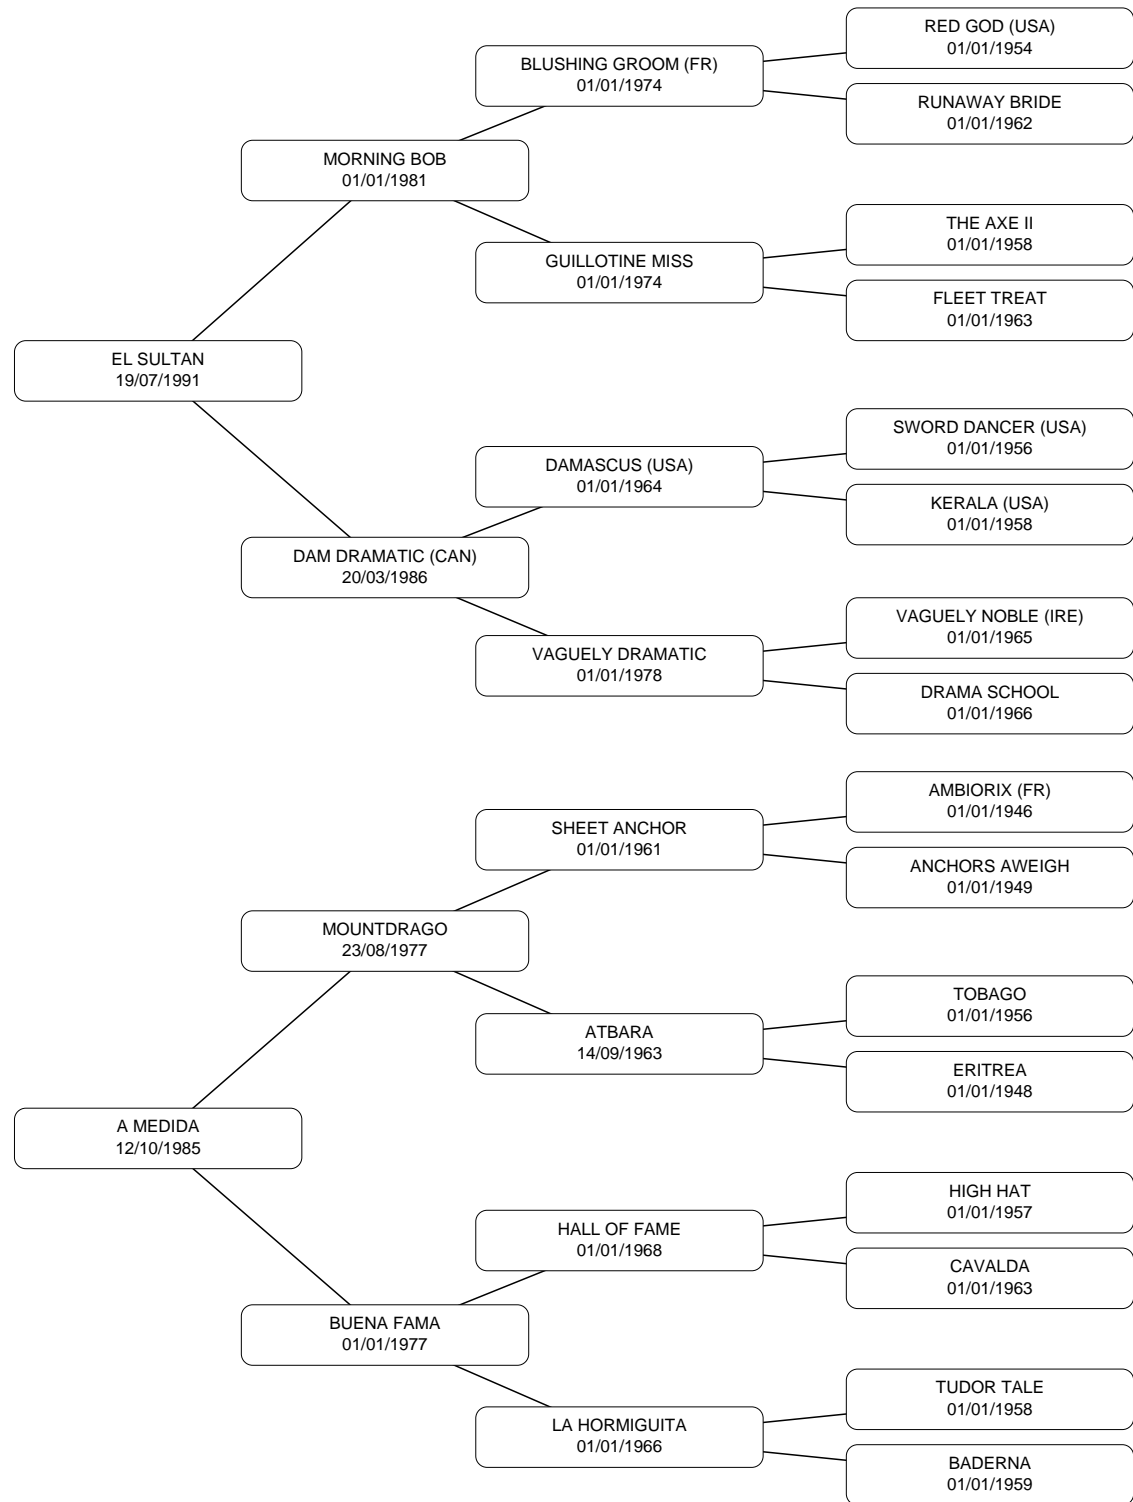 RED GOD (USA)
01/01/1954
BLUSHING GROOM (FR)
01/01/1974
RUNAWAY BRIDE
01/01/1962
MORNING BOB
01/01/1981
THE AXE II
01/01/1958
GUILLOTINE MISS
01/01/1974
FLEET TREAT
01/01/1963
EL SULTAN
19/07/1991
SWORD DANCER (USA)
01/01/1956
DAMASCUS (USA)
01/01/1964
KERALA (USA)
01/01/1958
DAM DRAMATIC (CAN)
20/03/1986
VAGUELY NOBLE (IRE)
01/01/1965
VAGUELY DRAMATIC
01/01/1978
DRAMA SCHOOL
01/01/1966
AMBIORIX (FR)
01/01/1946
SHEET ANCHOR
01/01/1961
ANCHORS AWEIGH
01/01/1949
MOUNTDRAGO
23/08/1977
TOBAGO
01/01/1956
ATBARA
14/09/1963
ERITREA
01/01/1948
A MEDIDA
12/10/1985
HIGH HAT
01/01/1957
HALL OF FAME
01/01/1968
CAVALDA
01/01/1963
BUENA FAMA
01/01/1977
TUDOR TALE
01/01/1958
LA HORMIGUITA
01/01/1966
BADERNA
01/01/1959